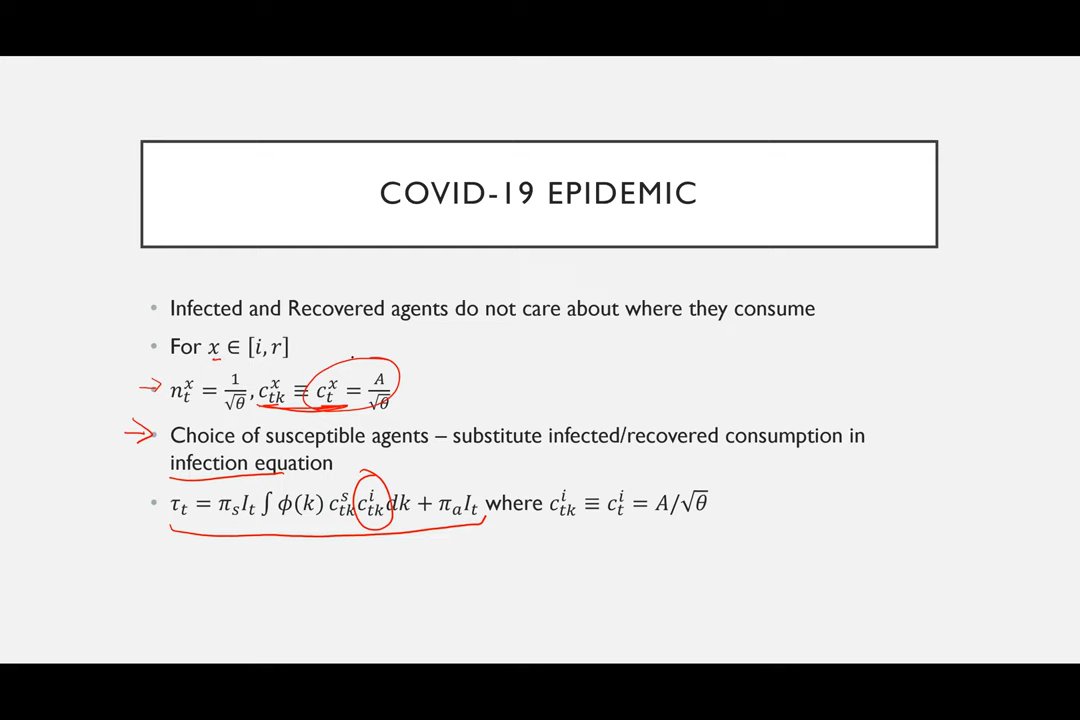 COVID-19 EPIDEMIC
Infected and Recovered agents do not care about where they consume
For x ∈ [i, r]
n_t^x = 1/√θ, c_tk^x ≡ c_t^x = A/√θ
Choice of susceptible agents – substitute infected/recovered consumption in
infection equation
τ_t = π_s I_t ∫ ϕ(k) c_tk^s c_tk^i dk + π_a I_t where c_tk^i ≡ c_t^i = A/√θ